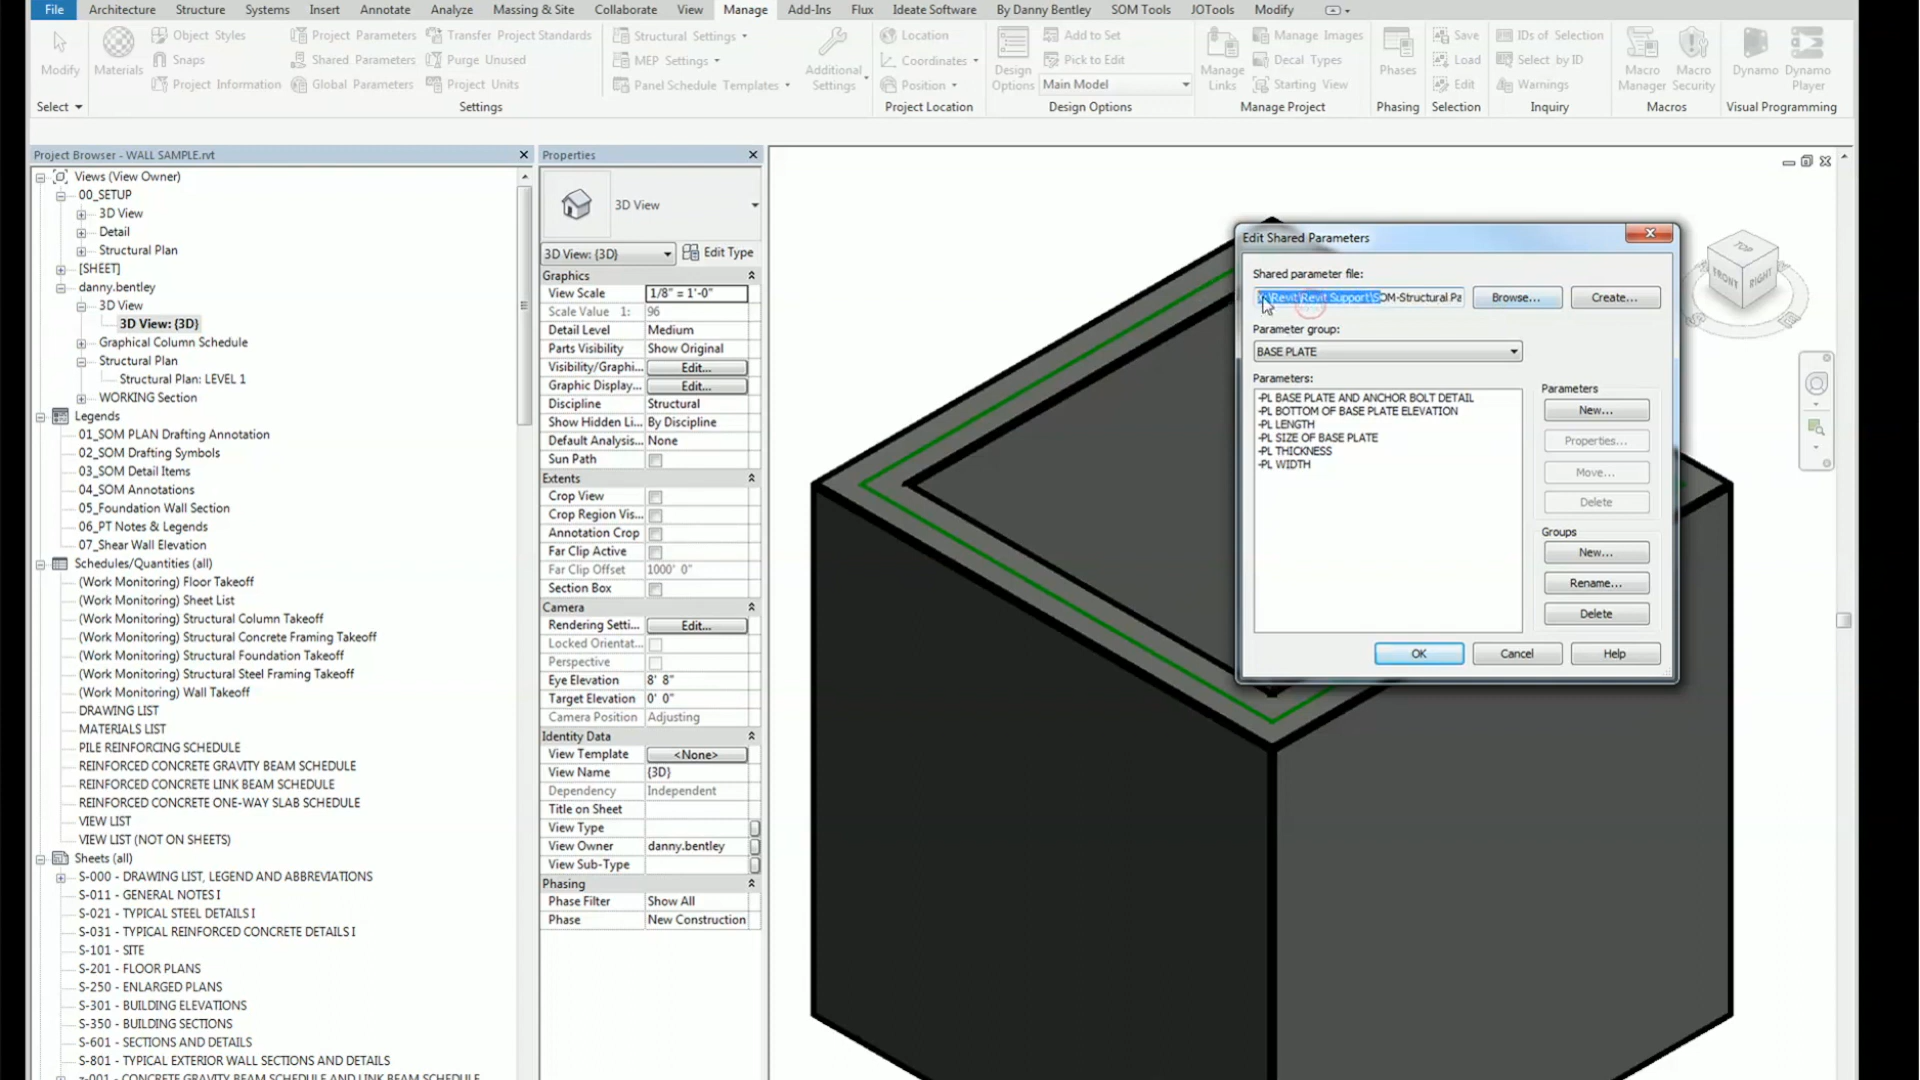 File Architecture Structure Systems Insert Annotate Analyze Massing & Site Collaborate View Manage Add-Ins Flux Ideate Software By Danny Bentley SOM Tools JOTools Modify
Modify
Select
Materials
Object Styles
Snaps
Project Information
Project Parameters
Shared Parameters
Global Parameters
Transfer Project Standards
Purge Unused
Project Units
Settings
Structural Settings
MEP Settings
Panel Schedule Templates
Additional Settings
Location
Coordinates
Position
Project Location
Design Options
Add to Set
Pick to Edit
Main Model
Design Options
Manage Links
Manage Images
Decal Types
Starting View
Manage Project
Phases
Phasing
Save
Load
Edit
Selection
IDs of Selection
Select by ID
Warnings
Inquiry
Macro Manager
Macro Security
Macros
Dynamo
Dynamo Player
Visual Programming
Project Browser - WALL SAMPLE.rvt
Views (View Owner)
00_SETUP
3D View
Detail
Structural Plan
[SHEET]
danny.bentley
3D View
3D View: {3D}
Graphical Column Schedule
Structural Plan
Structural Plan: LEVEL 1
WORKING Section
Legends
01_SOM PLAN Drafting Annotation
02_SOM Drafting Symbols
03_SOM Detail Items
04_SOM Annotations
05_Foundation Wall Section
06_PT Notes & Legends
07_Shear Wall Elevation
Schedules/Quantities (all)
(Work Monitoring) Floor Takeoff
(Work Monitoring) Sheet List
(Work Monitoring) Structural Column Takeoff
(Work Monitoring) Structural Concrete Framing Takeoff
(Work Monitoring) Structural Foundation Takeoff
(Work Monitoring) Structural Steel Framing Takeoff
(Work Monitoring) Wall Takeoff
DRAWING LIST
MATERIALS LIST
PILE REINFORCING SCHEDULE
REINFORCED CONCRETE GRAVITY BEAM SCHEDULE
REINFORCED CONCRETE LINK BEAM SCHEDULE
REINFORCED CONCRETE ONE-WAY SLAB SCHEDULE
VIEW LIST
VIEW LIST (NOT ON SHEETS)
Sheets (all)
S-000 - DRAWING LIST, LEGEND AND ABBREVIATIONS
S-011 - GENERAL NOTES I
S-021 - TYPICAL STEEL DETAILS I
S-031 - TYPICAL REINFORCED CONCRETE DETAILS I
S-101 - SITE
S-201 - FLOOR PLANS
S-250 - ENLARGED PLANS
S-301 - BUILDING ELEVATIONS
S-350 - BUILDING SECTIONS
S-601 - SECTIONS AND DETAILS
S-801 - TYPICAL EXTERIOR WALL SECTIONS AND DETAILS
z-001 - CONCRETE GRAVITY BEAM SCHEDULE AND LINK BEAM SCHEDULE
Properties
3D View
3D View: {3D} Edit Type
Graphics
View Scale 1/8" = 1'-0"
Scale Value 1: 96
Detail Level Medium
Parts Visibility Show Original
Visibility/Graphi... Edit...
Graphic Display... Edit...
Discipline Structural
Show Hidden Li... By Discipline
Default Analysis... None
Sun Path
Extents
Crop View
Crop Region Vis...
Annotation Crop
Far Clip Active
Far Clip Offset 1000' 0"
Section Box
Camera
Rendering Setti... Edit...
Locked Orientat...
Perspective
Eye Elevation 8' 8"
Target Elevation 0' 0"
Camera Position Adjusting
Identity Data
View Template <None>
View Name {3D}
Dependency Independent
Title on Sheet
View Type
View Owner danny.bentley
View Sub-Type
Phasing
Phase Filter Show All
Phase New Construction
Edit Shared Parameters
Shared parameter file:
\Revit\Revit Support\SOM-Structural Pa Browse... Create...
Parameter group:
BASE PLATE
Parameters:
-PL BASE PLATE AND ANCHOR BOLT DETAIL
-PL BOTTOM OF BASE PLATE ELEVATION
-PL LENGTH
-PL SIZE OF BASE PLATE
-PL THICKNESS
-PL WIDTH
Parameters
New...
Properties...
Move...
Delete
Groups
New...
Rename...
Delete
OK Cancel Help
TOP
FRONT RIGHT